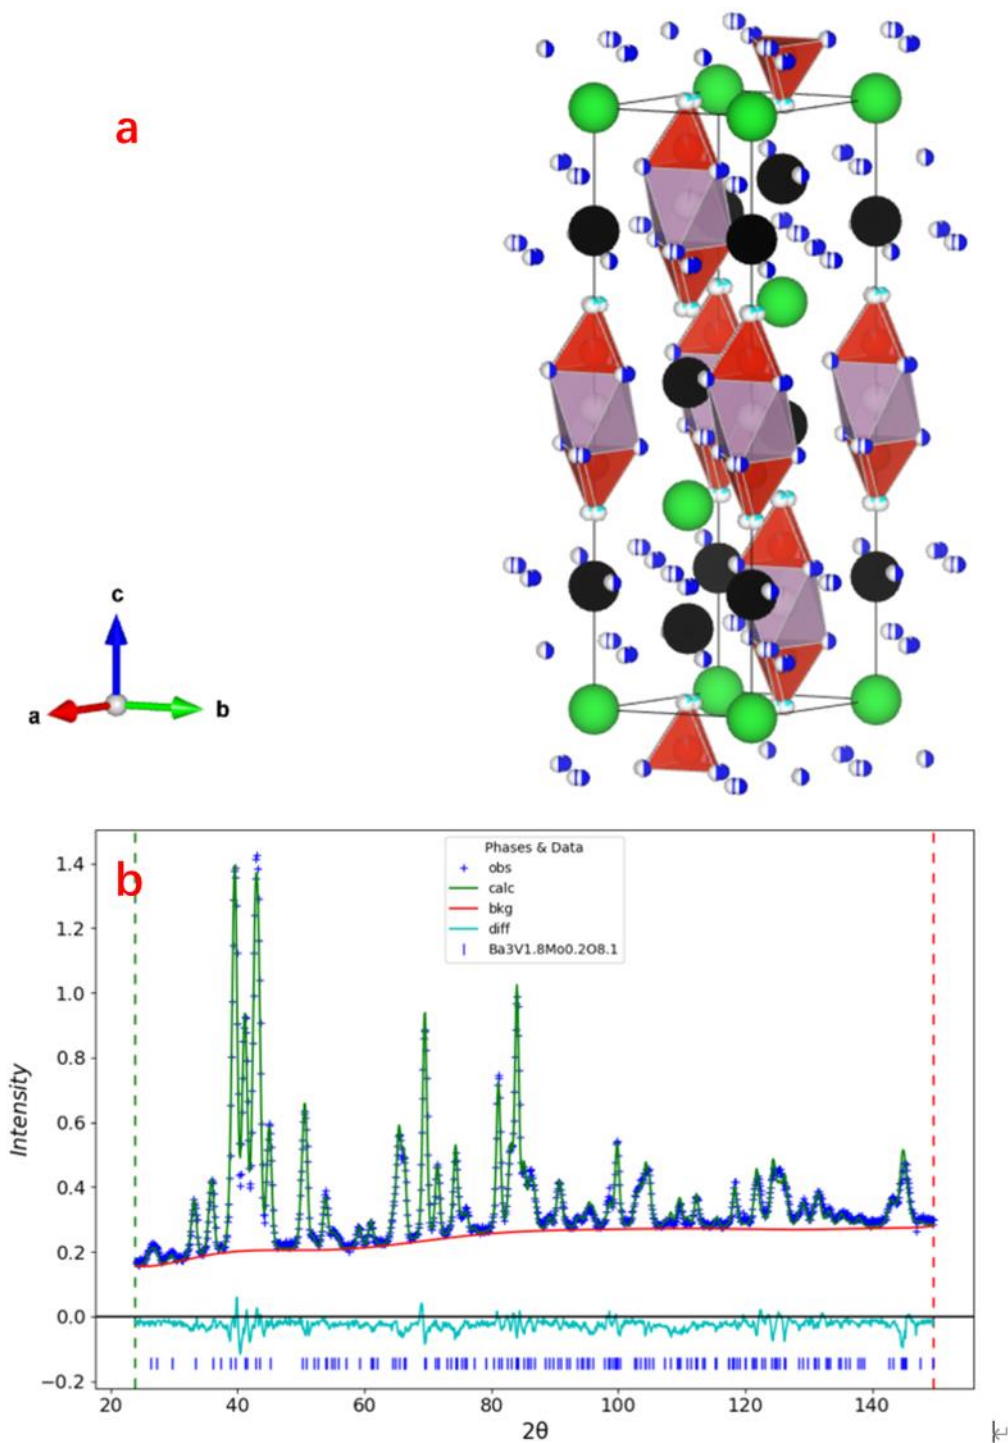 a
c
a
b
b
Phases & Data
obs
calc
bkg
diff
Ba3V1.8Mo0.2O8.1
1.4
1.2
1.0
0.8
0.6
0.4
0.2
0.0
−0.2
Intensity
20 40 60 80 100 120 140
2θ